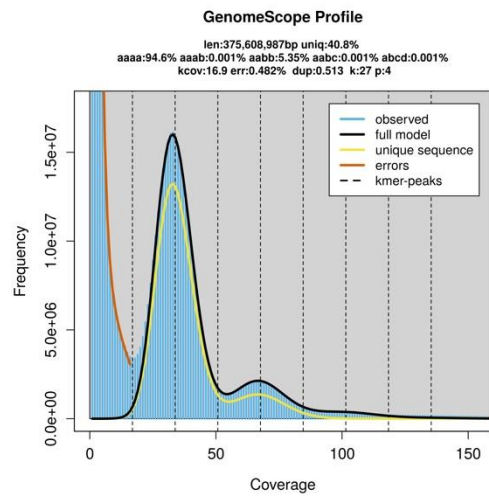 GenomeScope Profile
len:375,608,987bp uniq:40.8%
aaaa:94.6% aaab:0.001% aabb:5.35% aabc:0.001% abcd:0.001%
kcov:16.9 err:0.482% dup:0.513 k:27 p:4
observed
full model
unique sequence
errors
kmer-peaks
Frequency
1.5e+07
1.0e+07
5.0e+06
0.0e+00
0
50
100
150
Coverage